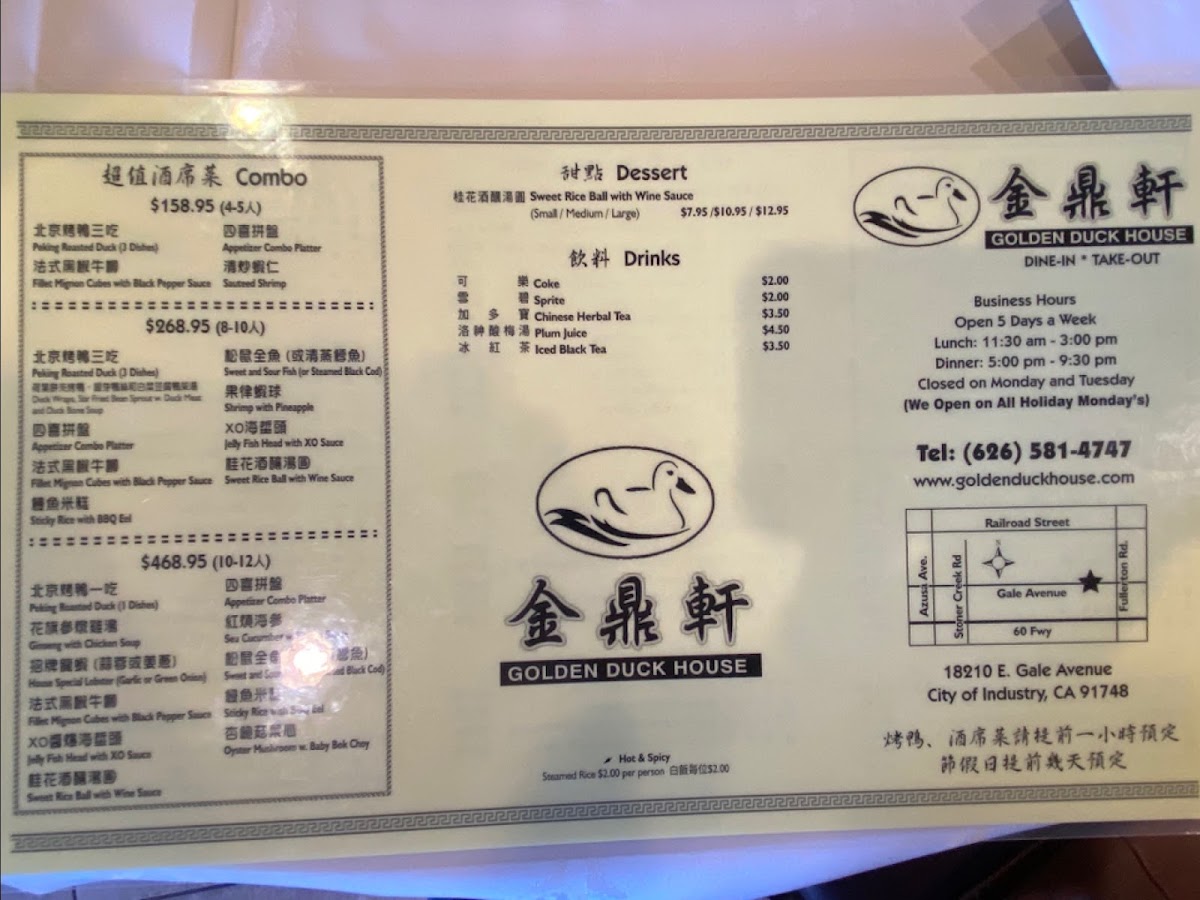 超值酒席菜 Combo
$158.95 (4-5人)
北京烤鴨三吃
Peking Roasted Duck (3 Dishes)
法式黑椒牛脷
Fillet Mignon Cubes with Black Pepper Sauce
四喜拼盤
Appetizer Combo Platter
清炒蝦仁
Sauteed Shrimp
$268.95 (8-10人)
北京烤鴨三吃
Peking Roasted Duck (3 Dishes)
Duck Wraps, Stir Fried Bean Sprout w. Duck Meat
and Duck Bone Soup
四喜拼盤
Appetizer Combo Platter
法式黑椒牛
Fillet Mignon Cubes with Black Pepper Sauce
鰻魚米糕
Sticky Rice with BBQ Eel
松鼠全魚 (或清蒸鱈魚)
Sweet and Sour Fish (or Steamed Black Cod)
果律蝦球
Shrimp with Pineapple
XO海蜇頭
Jelly Fish Head with XO Sauce
桂花酒釀湯圓
Sweet Rice Ball with Wine Sauce
$468.95 (10-12人)
北京烤鴨一吃
Peking Roasted Duck (1 Dishes)
花旗參燉雞湯
Ginseng with Chicken Soup
招牌龍蝦 (蒜蓉或姜蔥)
House Special Lobster (Garlic or Green Onion)
法式黑椒牛
Fillet Mignon Cubes with Black Pepper Sauce
XO醬爆海蜇頭
Jelly Fish Head with XO Sauce
桂花酒釀湯圓
Sweet Rice Ball with Wine Sauce
四喜拼盤
Appetizer Combo Platter
紅燒海參
Sea Cucumber
松鼠全 鱈魚)
Sweet and Black Cod)
鰻魚米
Sticky Rice Eel
杏鮑菇菜心
Oyster Mushroom w. Baby Bok Choy
甜點 Dessert
桂花酒釀湯圓 Sweet Rice Ball with Wine Sauce
(Small / Medium / Large) $7.95 /$10.95 / $12.95
飲料 Drinks
可樂 Coke $2.00
雪碧 Sprite $2.00
加多寶 Chinese Herbal Tea $3.50
洛神酸梅湯 Plum Juice $4.50
冰紅茶 Iced Black Tea $3.50
金鼎軒
GOLDEN DUCK HOUSE
Hot & Spicy
Steamed Rice $2.00 per person 白飯每位$2.00
金鼎軒
GOLDEN DUCK HOUSE
DINE-IN * TAKE-OUT
Business Hours
Open 5 Days a Week
Lunch: 11:30 am - 3:00 pm
Dinner: 5:00 pm - 9:30 pm
Closed on Monday and Tuesday
(We Open on All Holiday Monday's)
Tel: (626) 581-4747
www.goldenduckhouse.com
Railroad Street
Azusa Ave.
Stoner Creek Rd
N
Gale Avenue
Fullerton Rd.
60 Fwy
18210 E. Gale Avenue
City of Industry, CA 91748
烤鴨、酒席菜請提前一小時預定
節假日提前幾天預定